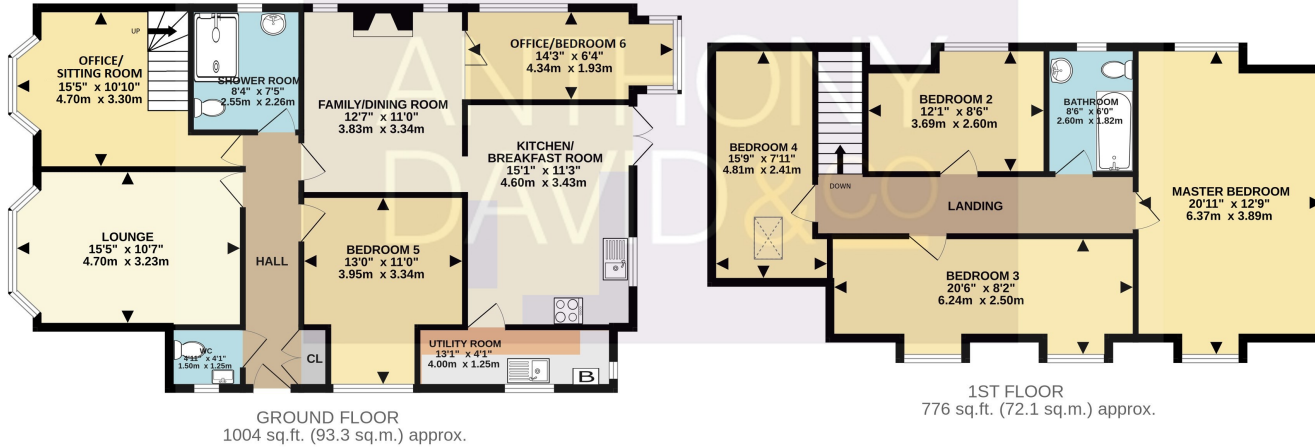 UP
OFFICE/
SITTING ROOM
15'5" x 10'10"
4.70m x 3.30m
SHOWER ROOM
8'4" x 7'5"
2.55m x 2.26m
FAMILY/DINING ROOM
12'7" x 11'0"
3.83m x 3.34m
OFFICE/BEDROOM 6
14'3" x 6'4"
4.34m x 1.93m
KITCHEN/
BREAKFAST ROOM
15'1" x 11'3"
4.60m x 3.43m
LOUNGE
15'5" x 10'7"
4.70m x 3.23m
HALL
BEDROOM 5
13'0" x 11'0"
3.95m x 3.34m
WC
4'11" x 4'1"
1.50m x 1.25m
CL
UTILITY ROOM
13'1" x 4'1"
4.00m x 1.25m
B
GROUND FLOOR
1004 sq.ft. (93.3 sq.m.) approx.
BEDROOM 4
15'9" x 7'11"
4.81m x 2.41m
DOWN
BEDROOM 2
12'1" x 8'6"
3.69m x 2.60m
BATHROOM
8'6" x 6'0"
2.60m x 1.82m
LANDING
MASTER BEDROOM
20'11" x 12'9"
6.37m x 3.89m
BEDROOM 3
20'6" x 8'2"
6.24m x 2.50m
1ST FLOOR
776 sq.ft. (72.1 sq.m.) approx.
ANTHONY
DAVID&CO